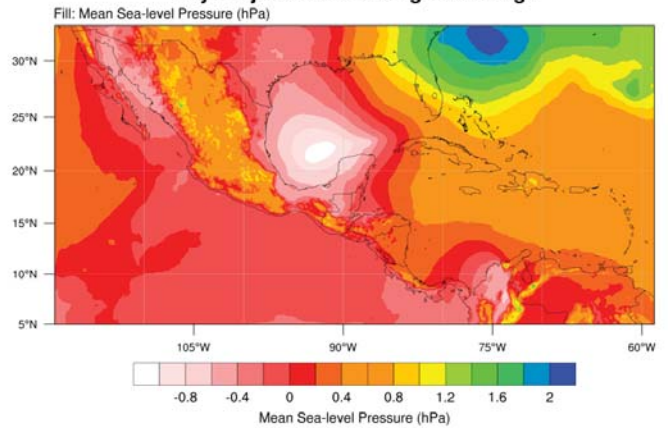 Fill: Mean Sea-level Pressure (hPa)
30°N
25°N
20°N
15°N
10°N
5°N
105°W 90°W 75°W 60°W
-0.8 -0.4 0 0.4 0.8 1.2 1.6 2
Mean Sea-level Pressure (hPa)